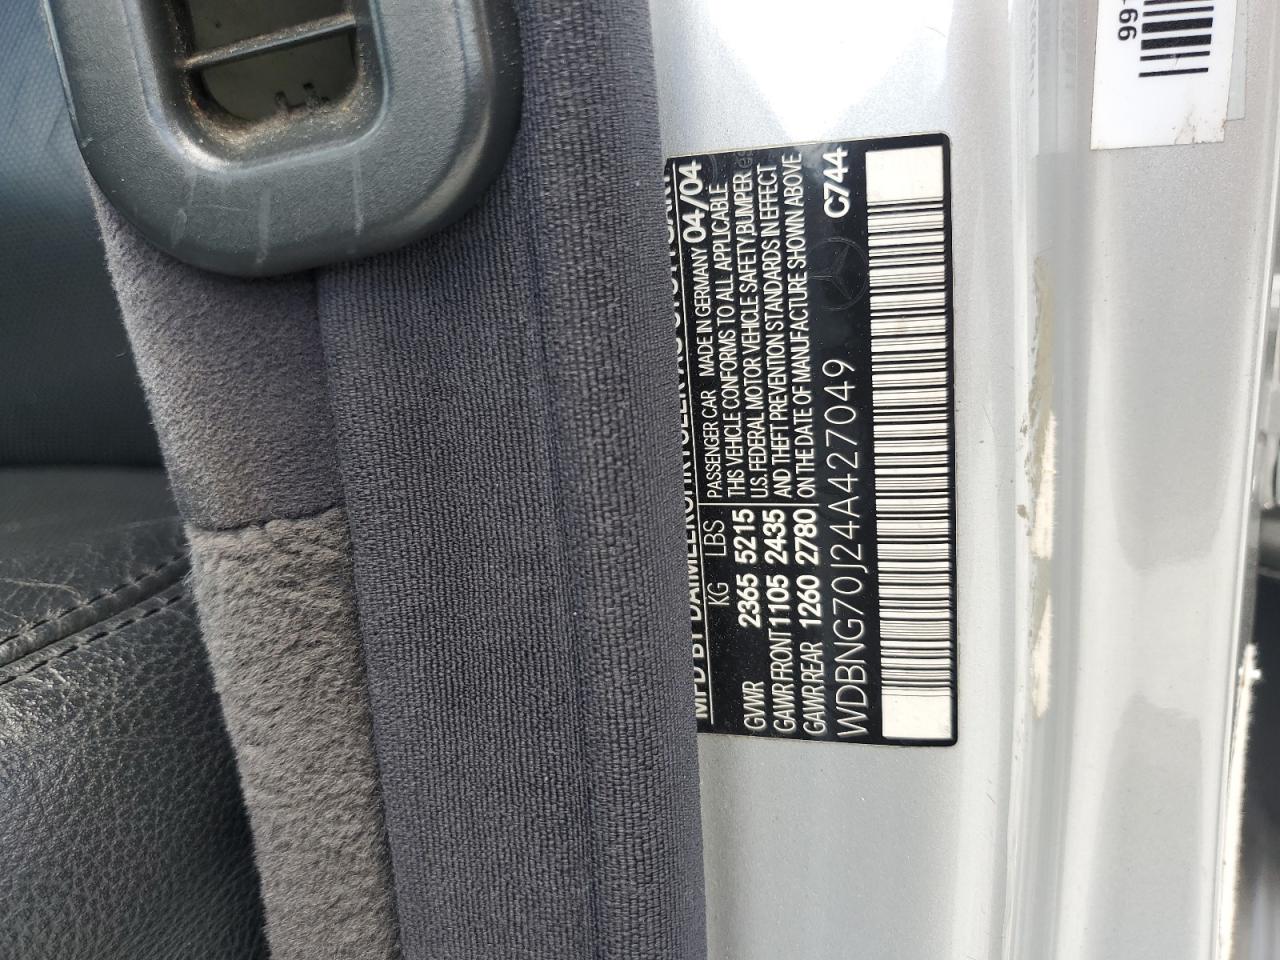 MFD BY DAIMLERCHRYSLER AG STUTTGART
KG LBS
GVWR 2365 5215
GAWR FRONT 1105 2435
GAWR REAR 1260 2780
PASSENGER CAR MADE IN GERMANY 04/04
THIS VEHICLE CONFORMS TO ALL APPLICABLE
U.S. FEDERAL MOTOR VEHICLE SAFETY, BUMPER
AND THEFT PREVENTION STANDARDS IN EFFECT
ON THE DATE OF MANUFACTURE SHOWN ABOVE
WDBNG70J24A427049 C744
991